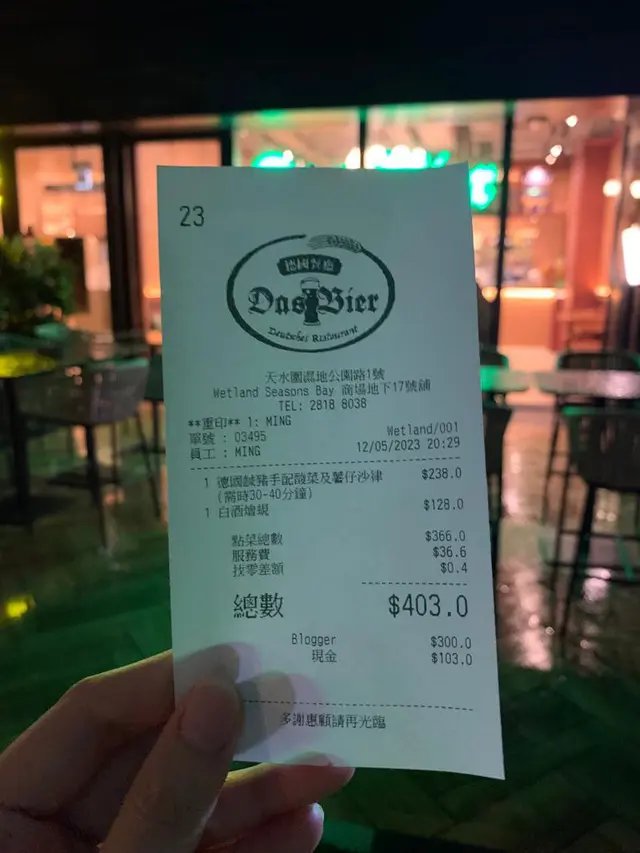 23
德國餐廳
Das Bier
Deutsches Restaurant
天水圍濕地公園路1號
Wetland Seasons Bay 商場地下17號舖
TEL: 2818 8038
**重印** 1: MING
單號 : 03495 Wetland/001
員工 : MING 12/05/2023 20:29
1 德國鹹豬手配酸菜及薯仔沙律 $238.0
(需時30-40分鐘)
1 白酒燴蜆 $128.0
點菜總數 $366.0
服務費 $36.6
找零差額 $0.4
總數 $403.0
Blogger $300.0
現金 $103.0
多謝惠顧請再光臨